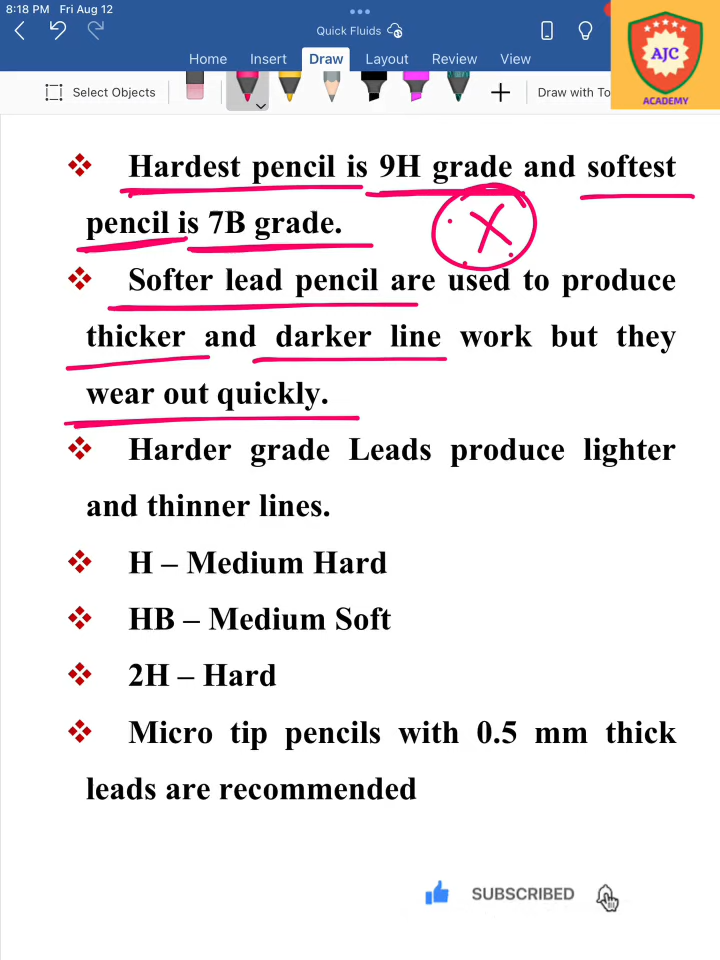 8:18 PM Fri Aug 12
Quick Fluids
Home Insert Draw Layout Review View
AJC
ACADEMY
Select Objects
Draw with To
❖ Hardest pencil is 9H grade and softest
pencil is 7B grade.
X
❖ Softer lead pencil are used to produce
thicker and darker line work but they
wear out quickly.
❖ Harder grade Leads produce lighter
and thinner lines.
❖ H – Medium Hard
❖ HB – Medium Soft
❖ 2H – Hard
❖ Micro tip pencils with 0.5 mm thick
leads are recommended
SUBSCRIBED